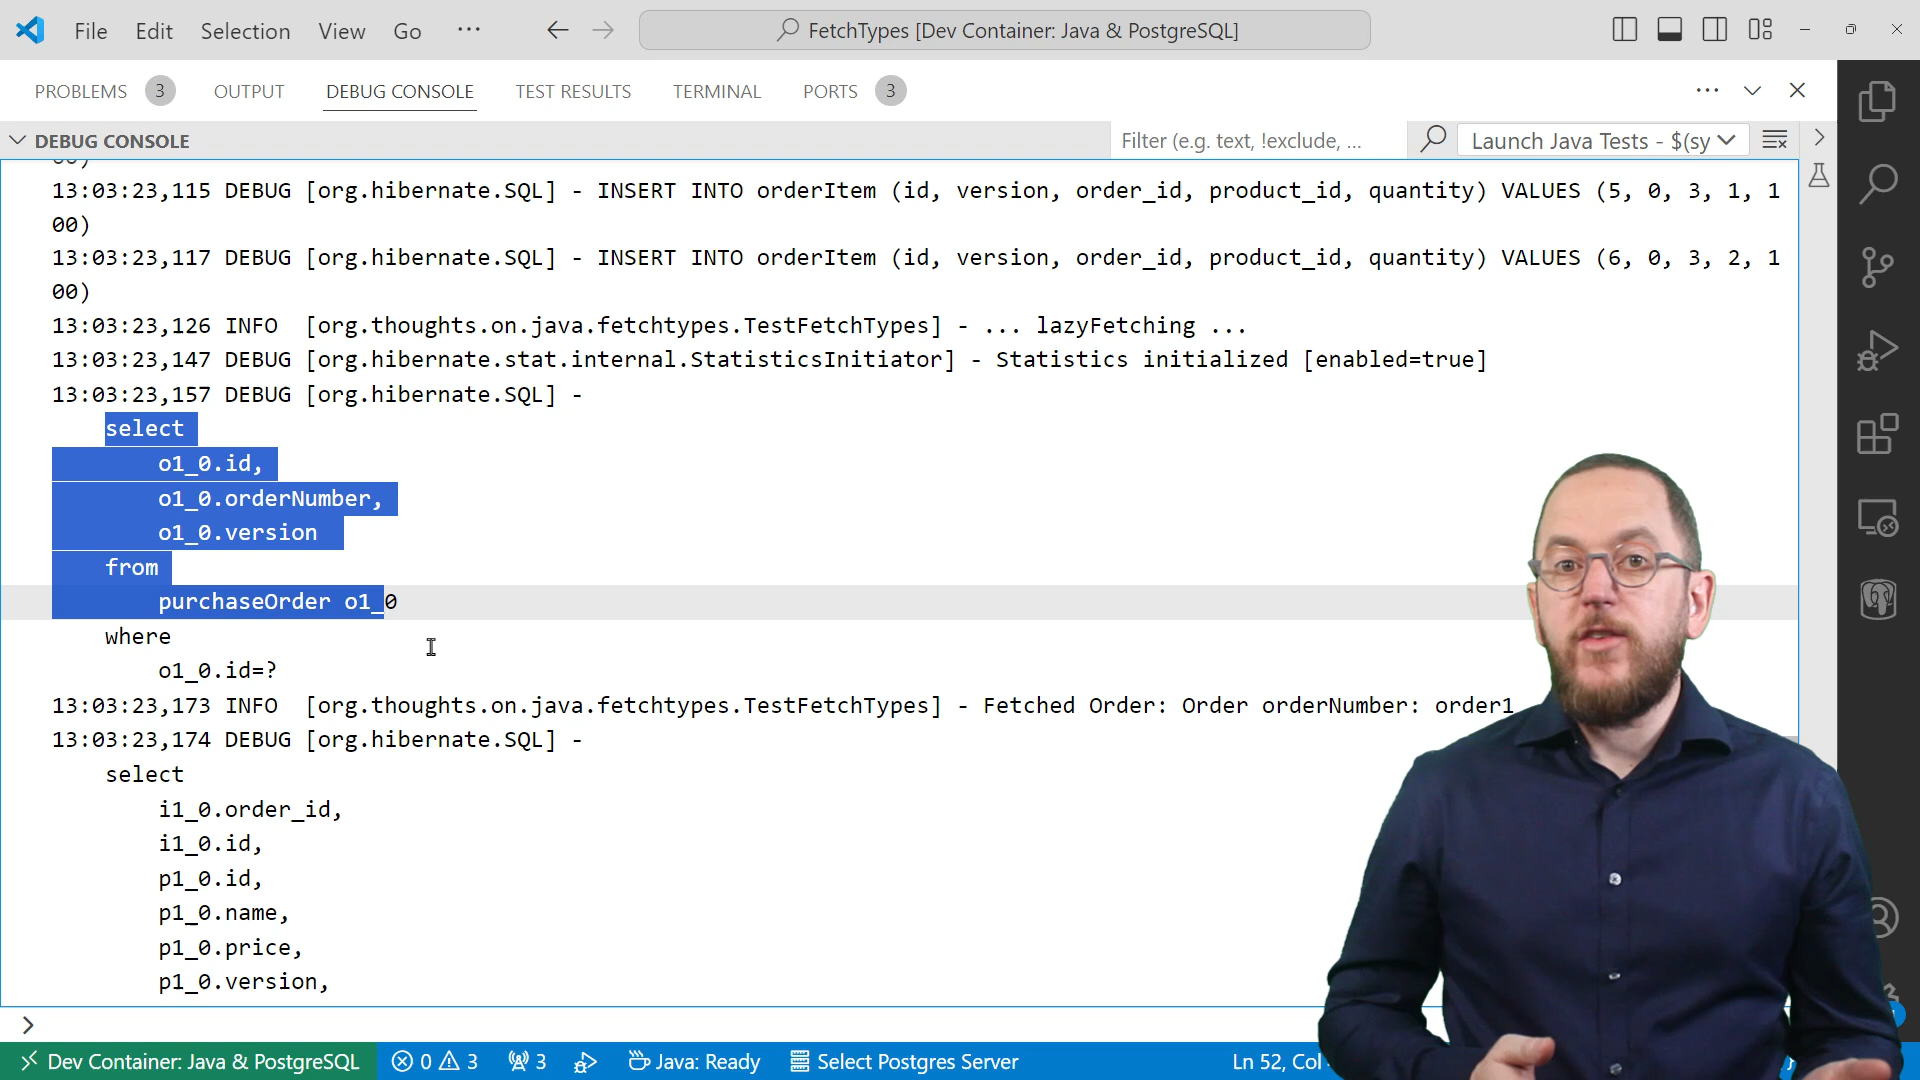 File Edit Selection View Go ··· FetchTypes [Dev Container: Java & PostgreSQL]
PROBLEMS 3 OUTPUT DEBUG CONSOLE TEST RESULTS TERMINAL PORTS 3
DEBUG CONSOLE Filter (e.g. text, !exclude, ... Launch Java Tests - $(sy
13:03:23,115 DEBUG [org.hibernate.SQL] - INSERT INTO orderItem (id, version, order_id, product_id, quantity) VALUES (5, 0, 3, 1, 1
00)
13:03:23,117 DEBUG [org.hibernate.SQL] - INSERT INTO orderItem (id, version, order_id, product_id, quantity) VALUES (6, 0, 3, 2, 1
00)
13:03:23,126 INFO [org.thoughts.on.java.fetchtypes.TestFetchTypes] - ... lazyFetching ...
13:03:23,147 DEBUG [org.hibernate.stat.internal.StatisticsInitiator] - Statistics initialized [enabled=true]
13:03:23,157 DEBUG [org.hibernate.SQL] -
select
o1_0.id,
o1_0.orderNumber,
o1_0.version
from
purchaseOrder o1_0
where
o1_0.id=?
13:03:23,173 INFO [org.thoughts.on.java.fetchtypes.TestFetchTypes] - Fetched Order: Order orderNumber: order1
13:03:23,174 DEBUG [org.hibernate.SQL] -
select
i1_0.order_id,
i1_0.id,
p1_0.id,
p1_0.name,
p1_0.price,
p1_0.version,
Dev Container: Java & PostgreSQL 0 3 3 Java: Ready Select Postgres Server Ln 52, Col